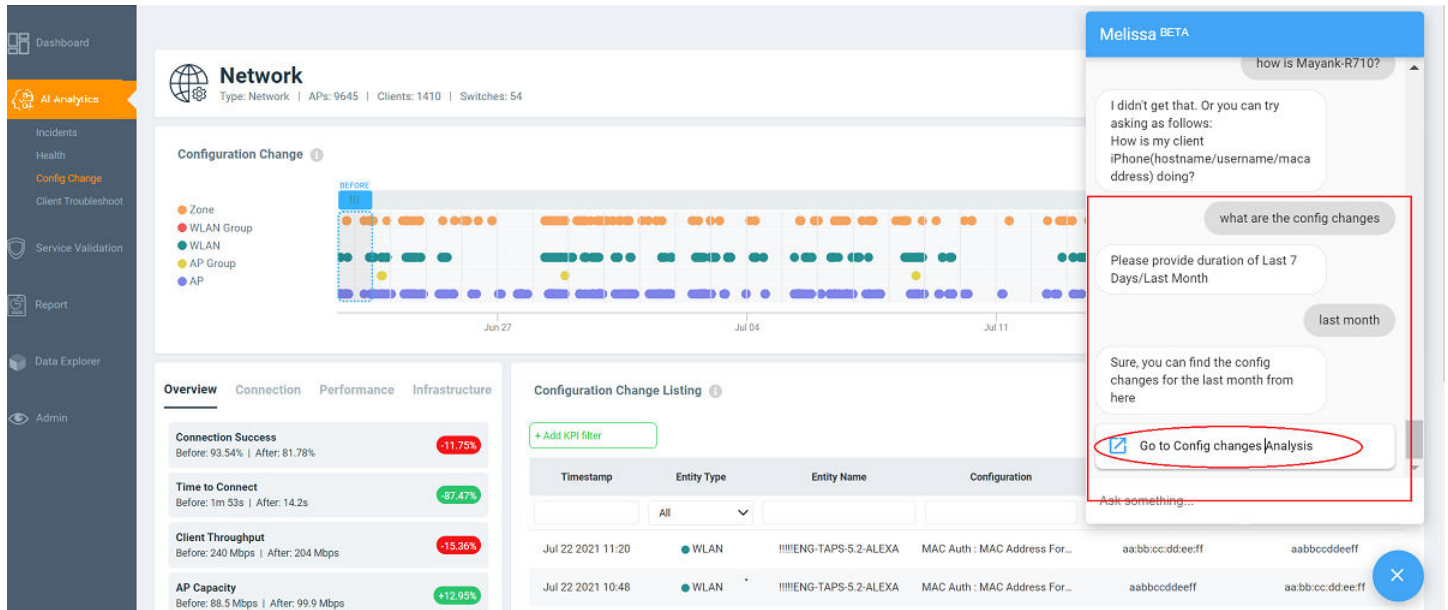 Dashboard
AI Analytics
Incidents
Health
Config Change
Client Troubleshoot
Service Validation
Report
Data Explorer
Admin
Network
Type: Network | APs: 9645 | Clients: 1410 | Switches: 54
Configuration Change
BEFORE
Zone
WLAN Group
WLAN
AP Group
AP
Jun 27
Jul 04
Jul 11
Overview Connection Performance Infrastructure
Connection Success
Before: 93.54% | After: 81.78%
-11.75%
Time to Connect
Before: 1m 53s | After: 14.2s
-87.47%
Client Throughput
Before: 240 Mbps | After: 204 Mbps
-15.36%
AP Capacity
Before: 88.5 Mbps | After: 99.9 Mbps
+12.95%
Configuration Change Listing
+ Add KPI filter
Timestamp Entity Type Entity Name Configuration
All
Jul 22 2021 11:20 WLAN !!!!!ENG-TAPS-5.2-ALEXA MAC Auth : MAC Address For... aa:bb:cc:dd:ee:ff aabbccddeeff
Jul 22 2021 10:48 WLAN !!!!!ENG-TAPS-5.2-ALEXA MAC Auth : MAC Address For... aabbccddeeff aa:bb:cc:dd:ee:ff
Melissa BETA
how is Mayank-R710?
I didn't get that. Or you can try
asking as follows:
How is my client
iPhone(hostname/username/maca
ddress) doing?
what are the config changes
Please provide duration of Last 7
Days/Last Month
last month
Sure, you can find the config
changes for the last month from
here
Go to Config changes Analysis
Ask something...